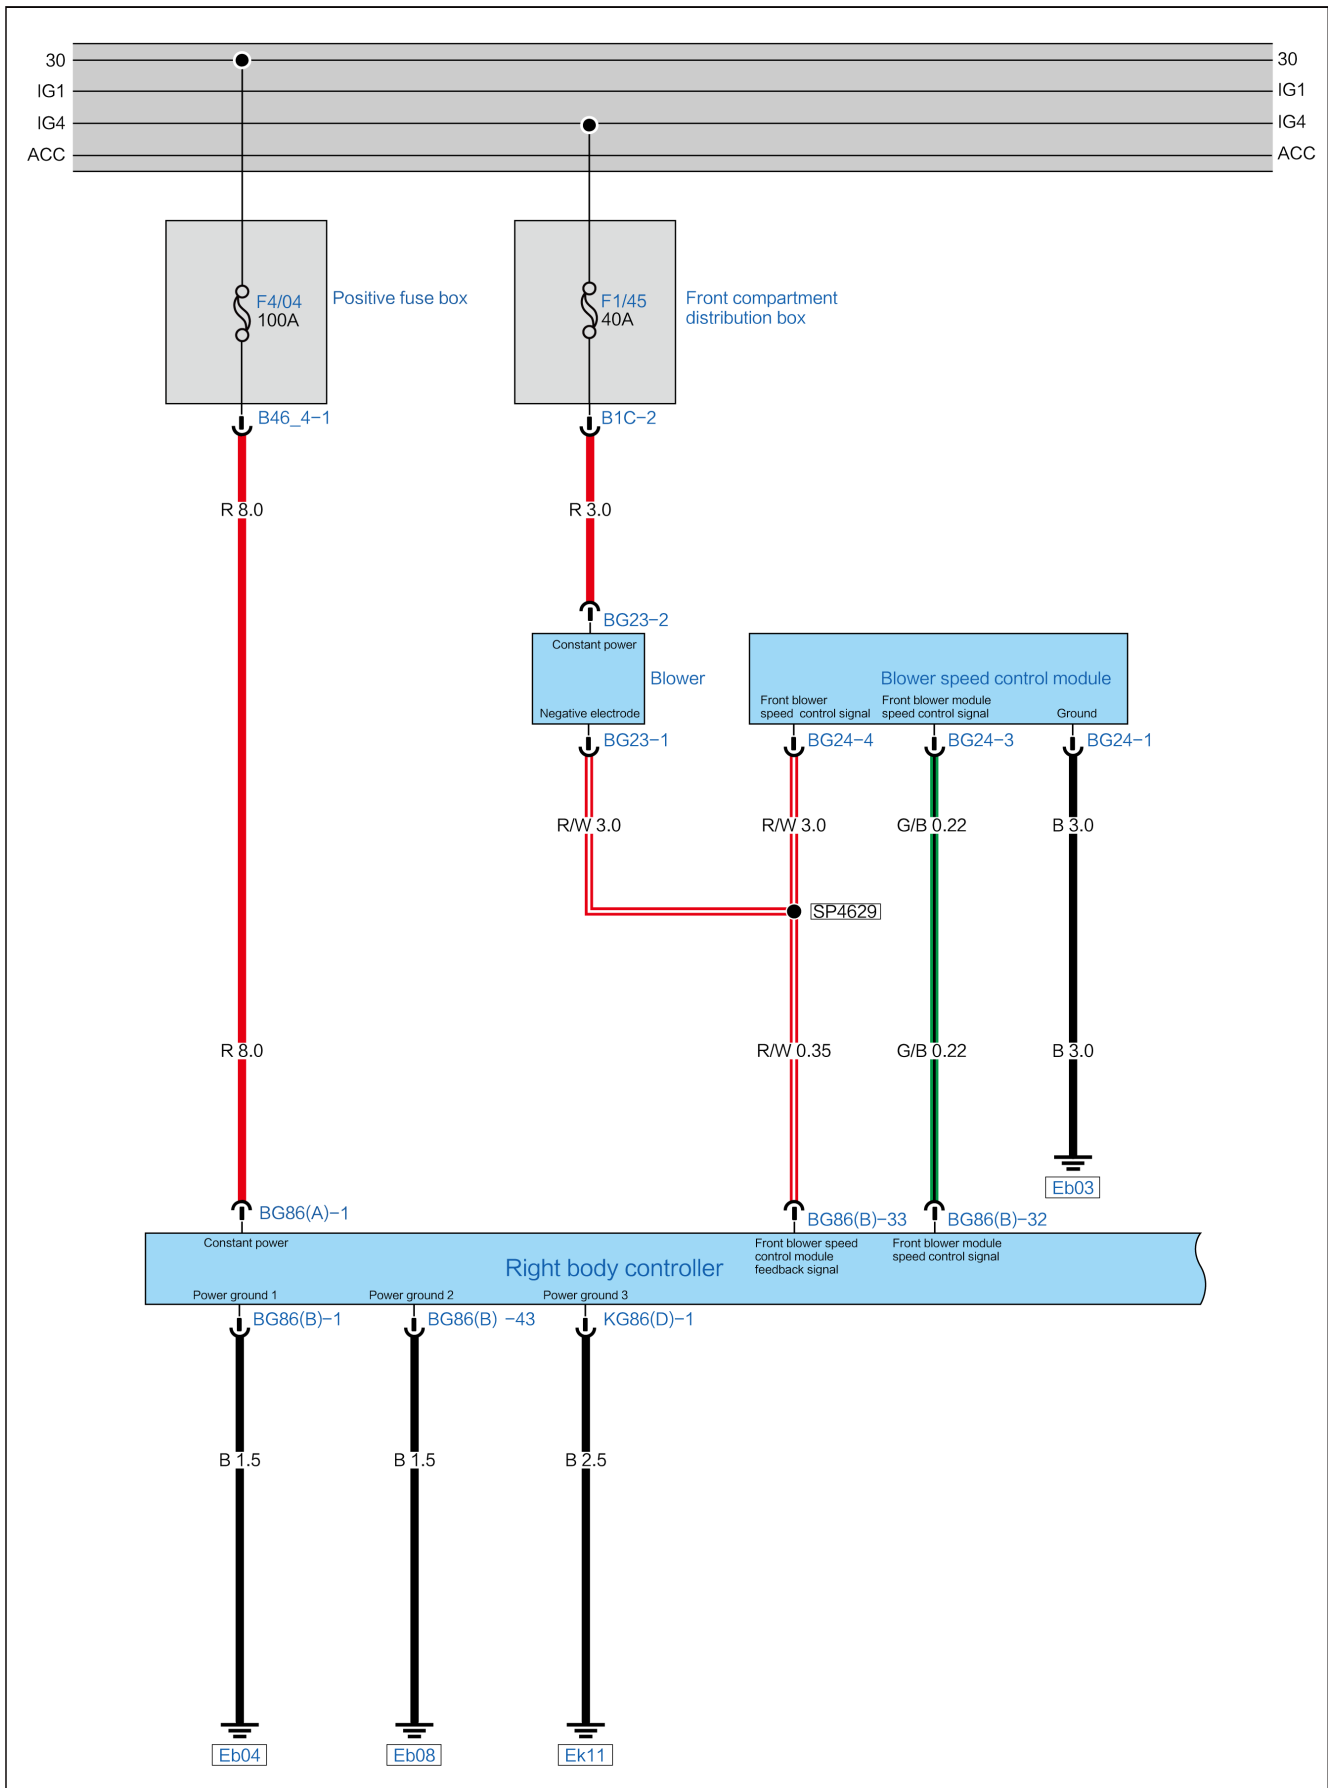 30 30
IG1 IG1
IG4 IG4
ACC ACC
F4/04
100A
Positive fuse box
F1/45
40A
Front compartment
distribution box
B46_4-1
B1C-2
R 8.0
R 3.0
BG23-2
Constant power
Blower
Negative electrode
Blower speed control module
Front blower
speed control signal
Front blower module
speed control signal
Ground
BG23-1
BG24-4
BG24-3
BG24-1
R/W 3.0
R/W 3.0
G/B 0.22
B 3.0
SP4629
R 8.0
R/W 0.35
G/B 0.22
B 3.0
Eb03
BG86(A)-1
BG86(B)-33
BG86(B)-32
Constant power
Front blower speed
control module
feedback signal
Front blower module
speed control signal
Right body controller
Power ground 1
Power ground 2
Power ground 3
BG86(B)-1
BG86(B) -43
KG86(D)-1
B 1.5
B 1.5
B 2.5
Eb04
Eb08
Ek11